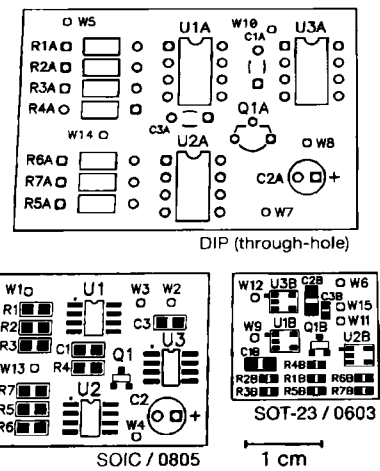 W5 U1A W10 U3A
R1A C1A
R2A
R3A
R4A Q1A
W14 C3A
U2A W8
R6A
R7A C2A +
R5A W7
DIP (through-hole)
W1 U1 W3 W2
R1
R2 C3
R3 C1 Q1 U3
W13 R4
R7 U2 C2 +
R5
R6 W4
SOIC / 0805
W12 U3B C2B W6
C3B W15
W9 U1B Q1B W11
U2B
C1B R4B
R2B R1B R6B
R3B R5B R7B
SOT-23 / 0603
1 cm